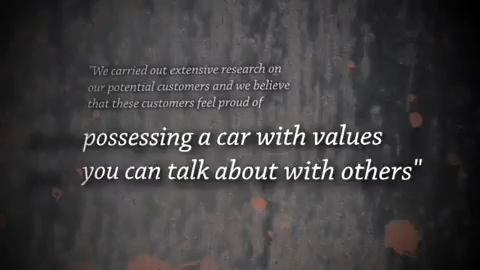 "We carried out extensive research on
our potential customers and we believe
that these customers feel proud of
possessing a car with values
you can talk about with others"